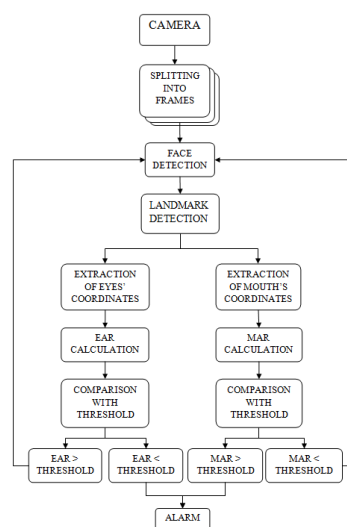 CAMERA
SPLITTING
INTO
FRAMES
FACE
DETECTION
LANDMARK
DETECTION
EXTRACTION
OF EYES'
COORDINATES
EXTRACTION
OF MOUTH'S
COORDINATES
EAR
CALCULATION
MAR
CALCULATION
COMPARISON
WITH
THRESHOLD
COMPARISON
WITH
THRESHOLD
EAR >
THRESHOLD
EAR <
THRESHOLD
MAR >
THRESHOLD
MAR <
THRESHOLD
ALARM